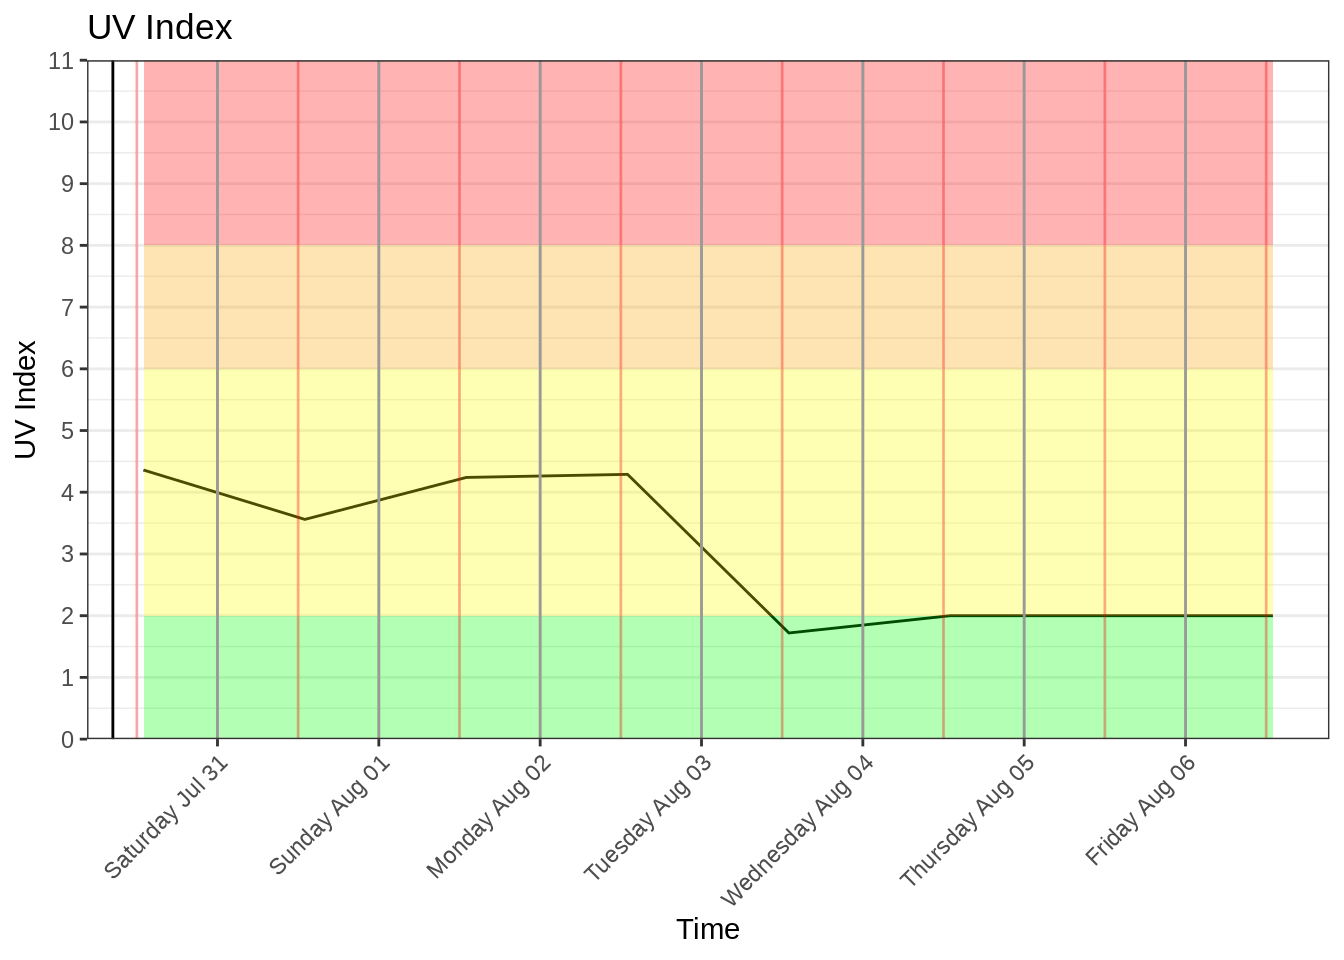 UV Index
11
10
9
8
7
6
5
4
3
2
1
0
UV Index
Saturday Jul 31
Sunday Aug 01
Monday Aug 02
Tuesday Aug 03
Wednesday Aug 04
Thursday Aug 05
Friday Aug 06
Time